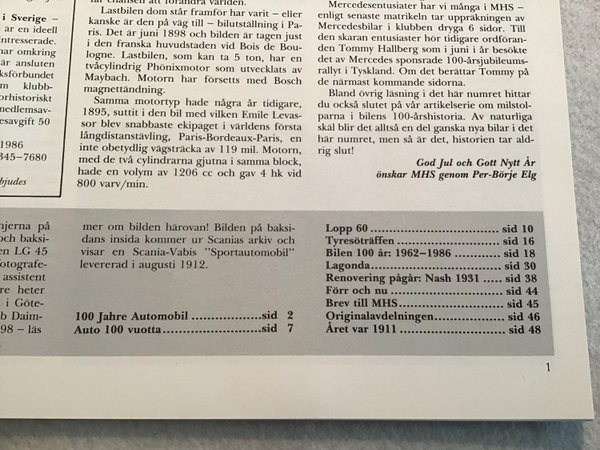 i Sverige –
är en ideell
intresserade.
har omkring
är ansluten
klubb-
orhistoriskt
medlemsav-
esavgift 50
1986
345-7680
bjudes
Lastbilen dom står framför har varit – eller
kanske är den på väg till – bilutställning i Pa-
ris. Det är juni 1898 och bilden är tagen just
i den franska huvudstaden vid Bois de Bou-
logne. Lastbilen, som kan ta 5 ton, har en
tvåcylindrig Phönixmotor som utvecklats av
Maybach. Motorn har försetts med Bosch
magnettändning.
Samma motortyp hade några år tidigare,
1895, suttit i den bil med vilken Emile Levas-
sor blev snabbaste ekipaget i världens första
långdistanstävling, Paris-Bordeaux-Paris, en
inte obetydlig vägsträcka av 119 mil. Motorn,
med de två cylindrarna gjutna i samma block,
hade en volym av 1206 cc och gav 4 hk vid
800 varv/min.
Mercedesentusiaster har vi många i MHS –
enligt senaste matrikeln tar uppräkningen av
Mercedesbilar i klubben dryga 6 sidor. Till
den skaran entusiaster hör tidigare ordföran-
den Tommy Hallberg som i juni i år besökte
det av Mercedes sponsrade 100-årsjubileums-
rallyt i Tyskland. Om det berättar Tommy på
de närmast kommande sidorna.
Bland övrig läsning i det här numret hittar
du också slutet på vår artikelserie om milstol-
parna i bilens 100-årshistoria. Av naturliga
skäl blir det alltså en del ganska nya bilar i det
här numret, men så är det, historien tar ald-
rig slut!
God Jul och Gott Nytt År
önskar MHS genom Per-Börje Elg
njerna på
och baksi-
en LG 45
fotografe-
assistent
re heter
i Göte-
b Daim-
98 – läs
mer om bilden härovan! Bilden på baksi-
dans insida kommer ur Scanias arkiv och
visar en Scania-Vabis "Sportautomobil"
levererad i augusti 1912.
100 Jahre Automobil ..................sid 2
Auto 100 vuotta..........................sid 7
Lopp 60 ................................ sid 10
Tyresöträffen ........................ sid 16
Bilen 100 år: 1962–1986 ........ sid 18
Lagonda ................................ sid 30
Renovering pågår: Nash 1931 ..... sid 38
Förr och nu ........................... sid 44
Brev till MHS......................... sid 45
Originalavdelningen............... sid 46
Året var 1911 ........................ sid 48
1